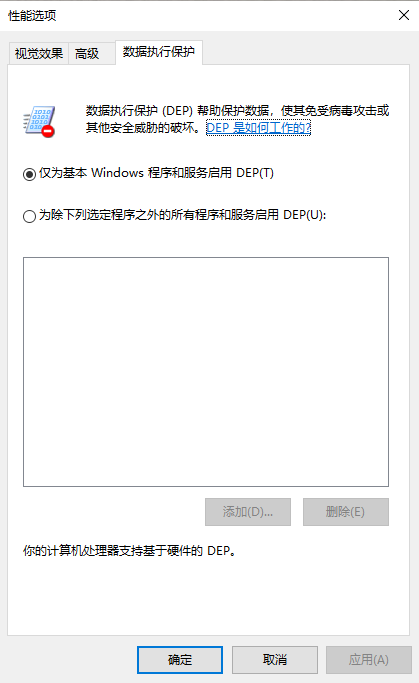 性能选项
视觉效果 高级 数据执行保护
数据执行保护 (DEP) 帮助保护数据，使其免受病毒攻击或
其他安全威胁的破坏。DEP 是如何工作的?
仅为基本 Windows 程序和服务启用 DEP(T)
为除下列选定程序之外的所有程序和服务启用 DEP(U):
添加(D)... 删除(E)
你的计算机处理器支持基于硬件的 DEP。
确定 取消 应用(A)